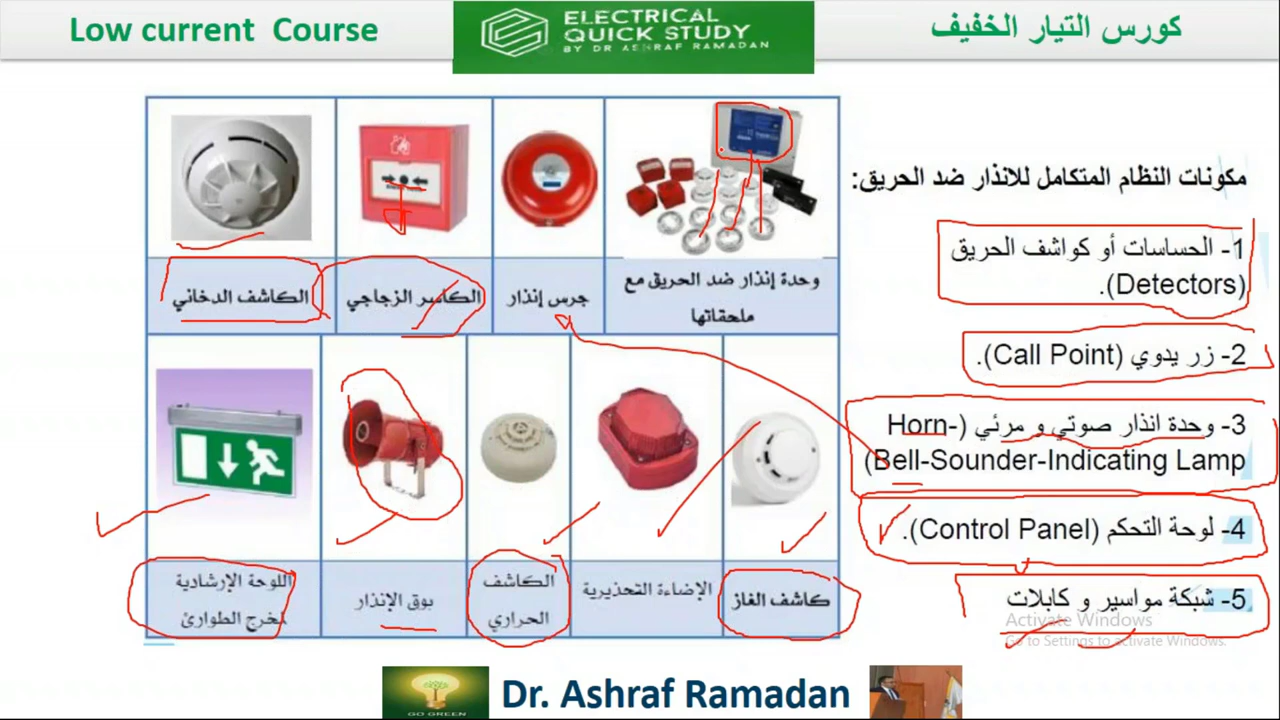 Low current Course
ELECTRICAL
QUICK STUDY
BY DR ASHRAF RAMADAN
كورس التيار الخفيف
مكونات النظام المتكامل للانذار ضد الحريق:
1- الحساسات أو كواشف الحريق
(Detectors).
2- زر يدوي (Call Point).
3- وحدة انذار صوتي و مرئي (Horn-
Bell-Sounder-Indicating Lamp)
4- لوحة التحكم (Control Panel).
5- شبكة مواسير و كابلات
وحدة إنذار ضد الحريق مع
ملحقاتها
جرس إنذار
الكاسر الزجاجي
الكاشف الدخاني
كاشف الغاز
الإضاءة التحذيرية
الكاشف
الحراري
بوق الإنذار
اللوحة الإرشادية
لمخرج الطوارئ
Activate Windows
Go to Settings to activate Windows.
GO GREEN
Dr. Ashraf Ramadan